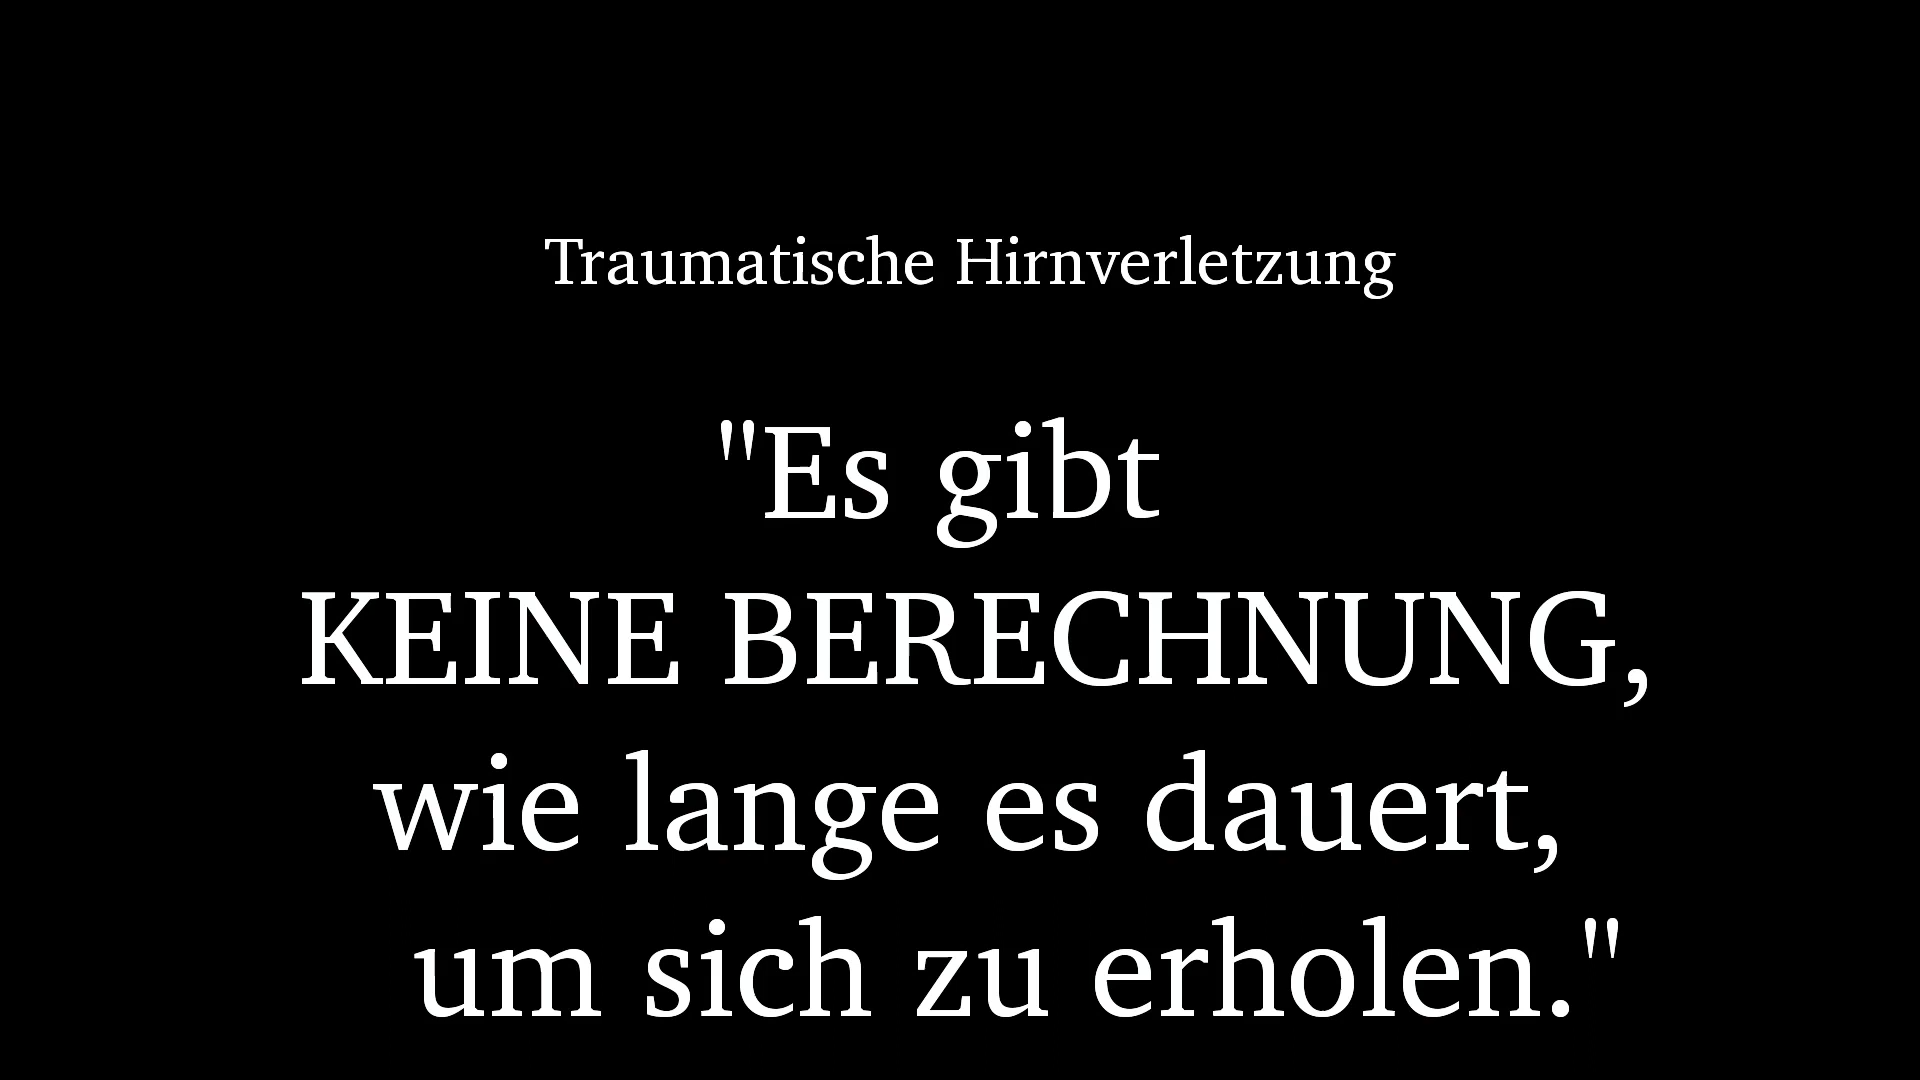 Traumatische Hirnverletzung
"Es gibt
KEINE BERECHNUNG,
wie lange es dauert,
um sich zu erholen."